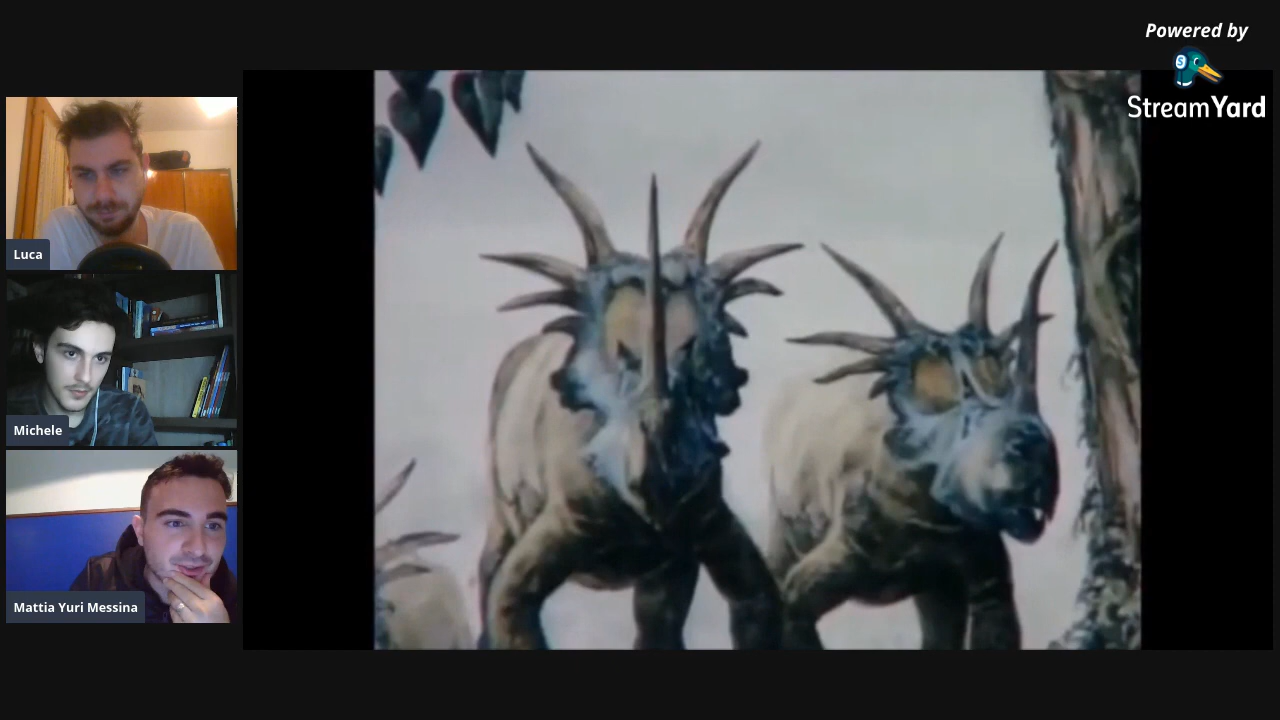 Powered by
StreamYard
Luca
Michele
Mattia Yuri Messina